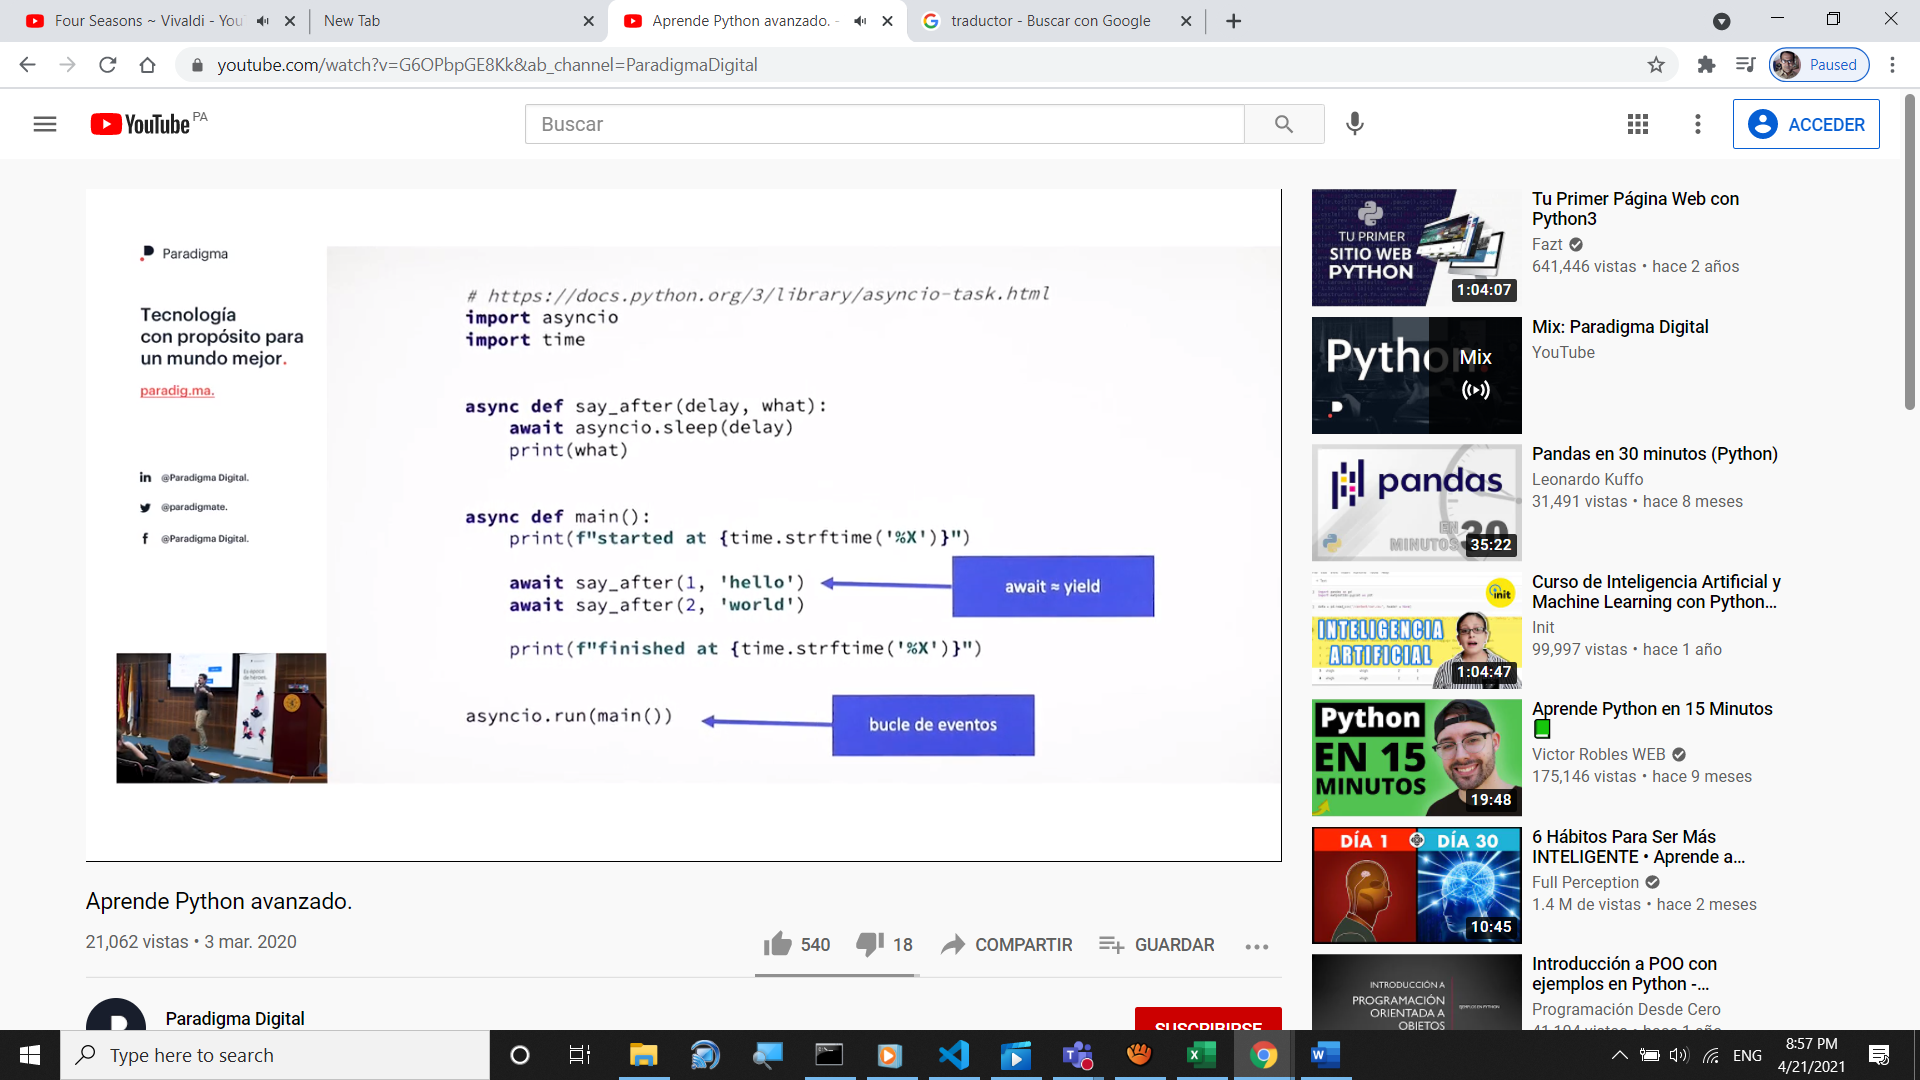 Four Seasons ~ Vivaldi - You
New Tab
Aprende Python avanzado. -
traductor - Buscar con Google
youtube.com/watch?v=G6OPbpGE8Kk&ab_channel=ParadigmaDigital
Paused
YouTube PA
Buscar
ACCEDER
Paradigma
Tecnología
con propósito para
un mundo mejor.
paradig.ma.
in @Paradigma Digital.
@paradigmate.
f @Paradigma Digital.
# https://docs.python.org/3/library/asyncio-task.html
import asyncio
import time
async def say_after(delay, what):
await asyncio.sleep(delay)
print(what)
async def main():
print(f"started at {time.strftime('%X')}")
await say_after(1, 'hello')
await say_after(2, 'world')
await ≈ yield
print(f"finished at {time.strftime('%X')}")
asyncio.run(main())
bucle de eventos
Aprende Python avanzado.
21,062 vistas • 3 mar. 2020
540
18
COMPARTIR
GUARDAR
Paradigma Digital
SUSCRIBIRSE
TU PRIMER
SITIO WEB
PYTHON
1:04:07
Tu Primer Página Web con
Python3
Fazt
641,446 vistas • hace 2 años
Python
Mix
Mix: Paradigma Digital
YouTube
pandas
EN 30
MINUTOS
35:22
Pandas en 30 minutos (Python)
Leonardo Kuffo
31,491 vistas • hace 8 meses
init
INTELIGENCIA
ARTIFICIAL
1:04:47
Curso de Inteligencia Artificial y
Machine Learning con Python...
Init
99,997 vistas • hace 1 año
Python
EN 15
MINUTOS
19:48
Aprende Python en 15 Minutos
Victor Robles WEB
175,146 vistas • hace 9 meses
DÍA 1
DÍA 30
10:45
6 Hábitos Para Ser Más
INTELIGENTE • Aprende a...
Full Perception
1.4 M de vistas • hace 2 meses
INTRODUCCIÓN A
PROGRAMACIÓN
ORIENTADA A
OBJETOS
Introducción a POO con
ejemplos en Python -...
Programación Desde Cero
41,194 vistas • hace 1 año
Type here to search
ENG
8:57 PM
4/21/2021